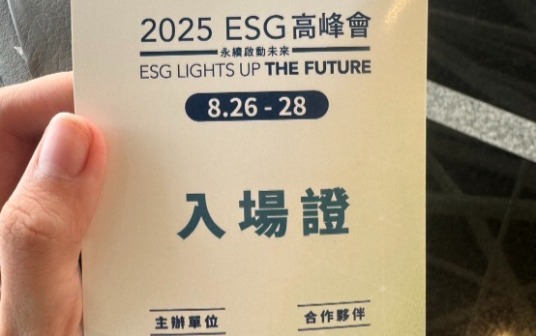 2025 ESG高峰會
永續啟動未來
ESG LIGHTS UP THE FUTURE
8.26 - 28
入場證
主辦單位 合作夥伴